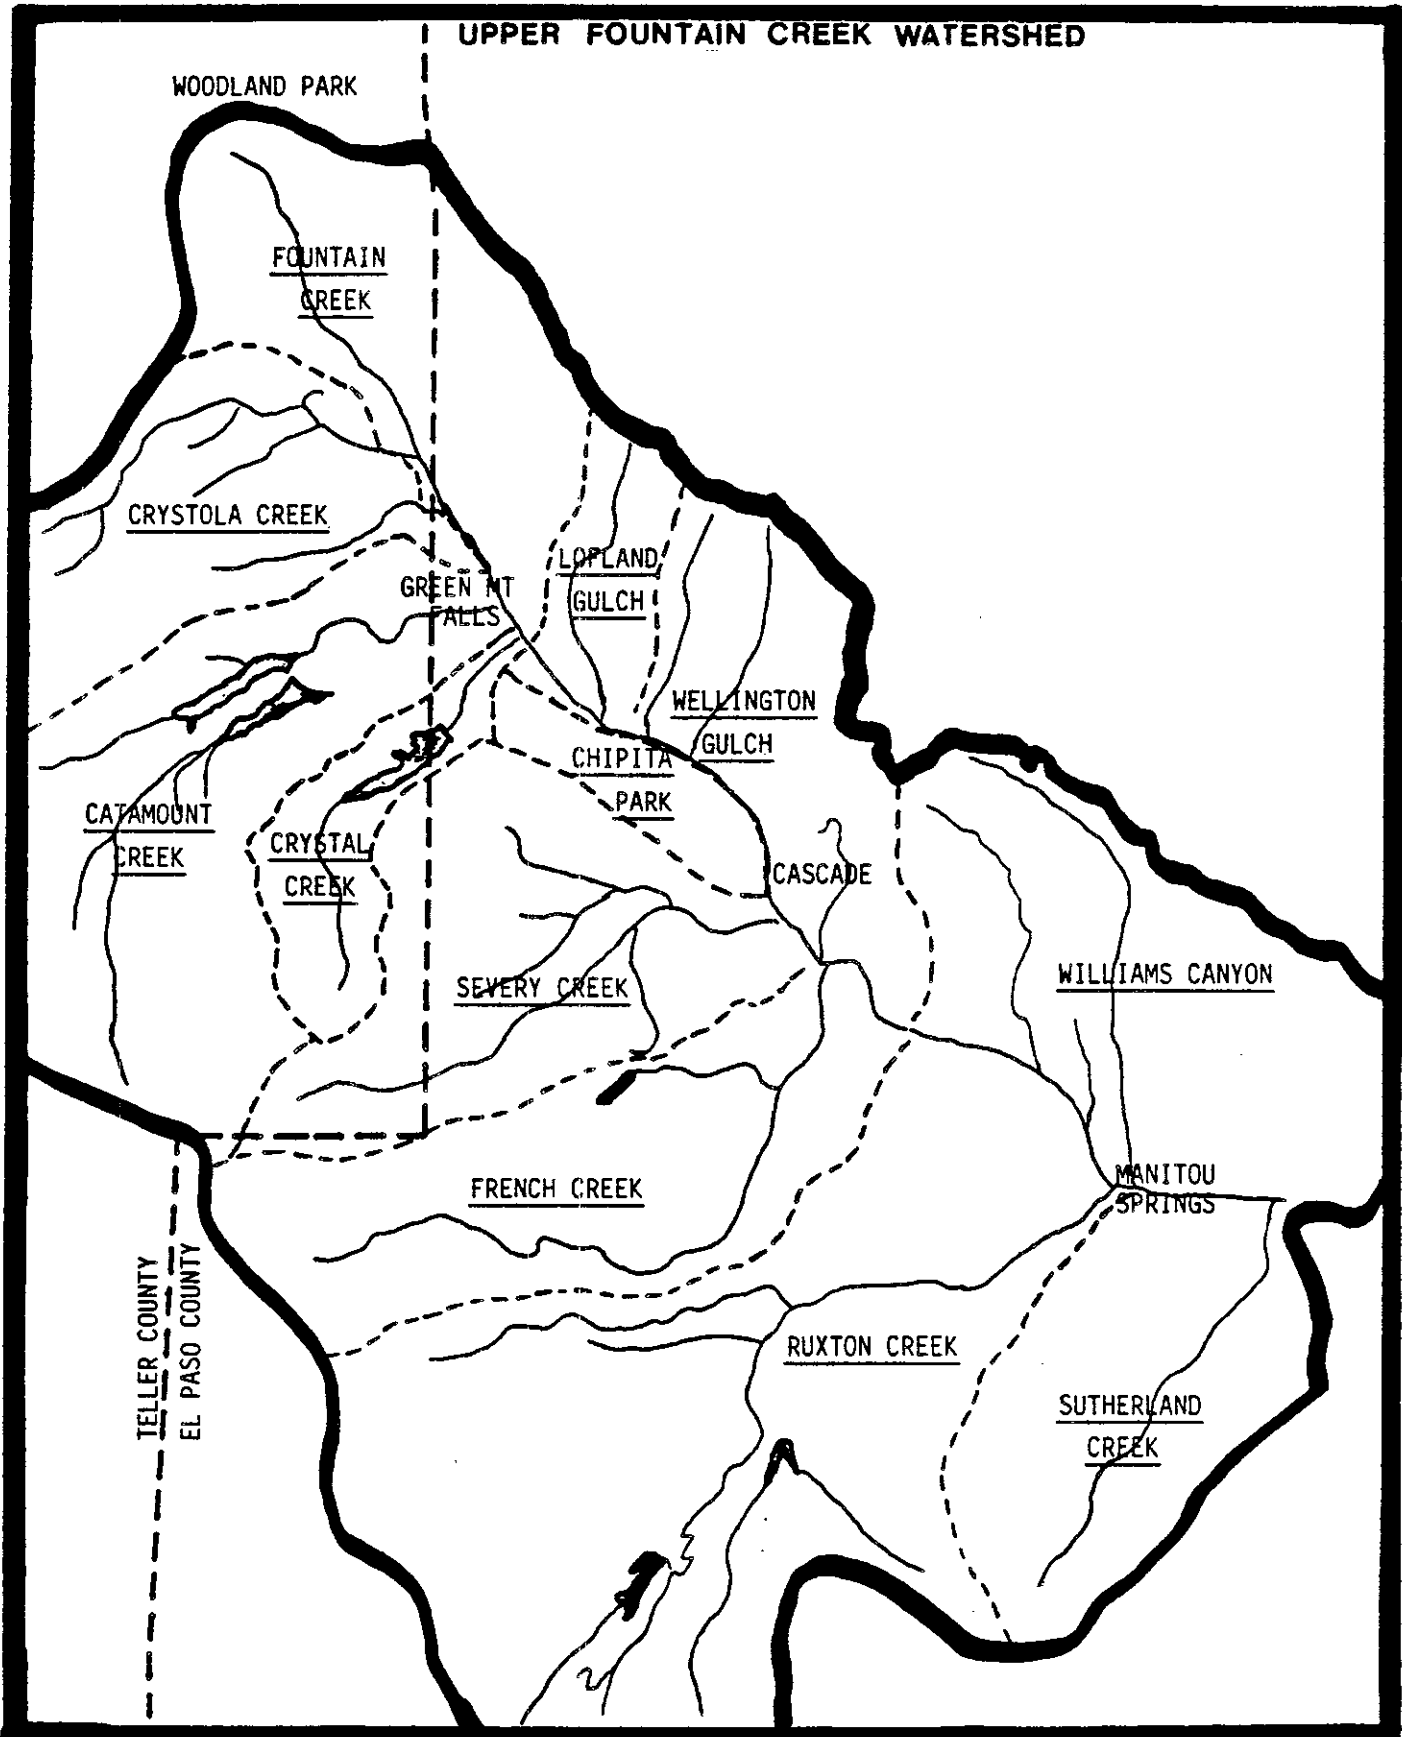 UPPER FOUNTAIN CREEK WATERSHED
WOODLAND PARK
FOUNTAIN
CREEK
CRYSTOLA CREEK
LOFLAND
GULCH
GREEN MT
FALLS
WELLINGTON
GULCH
CHIPITA
PARK
CATAMOUNT
CREEK
CRYSTAL
CREEK
CASCADE
SEVERY CREEK
WILLIAMS CANYON
FRENCH CREEK
MANITOU
SPRINGS
TELLER COUNTY
EL PASO COUNTY
RUXTON CREEK
SUTHERLAND
CREEK